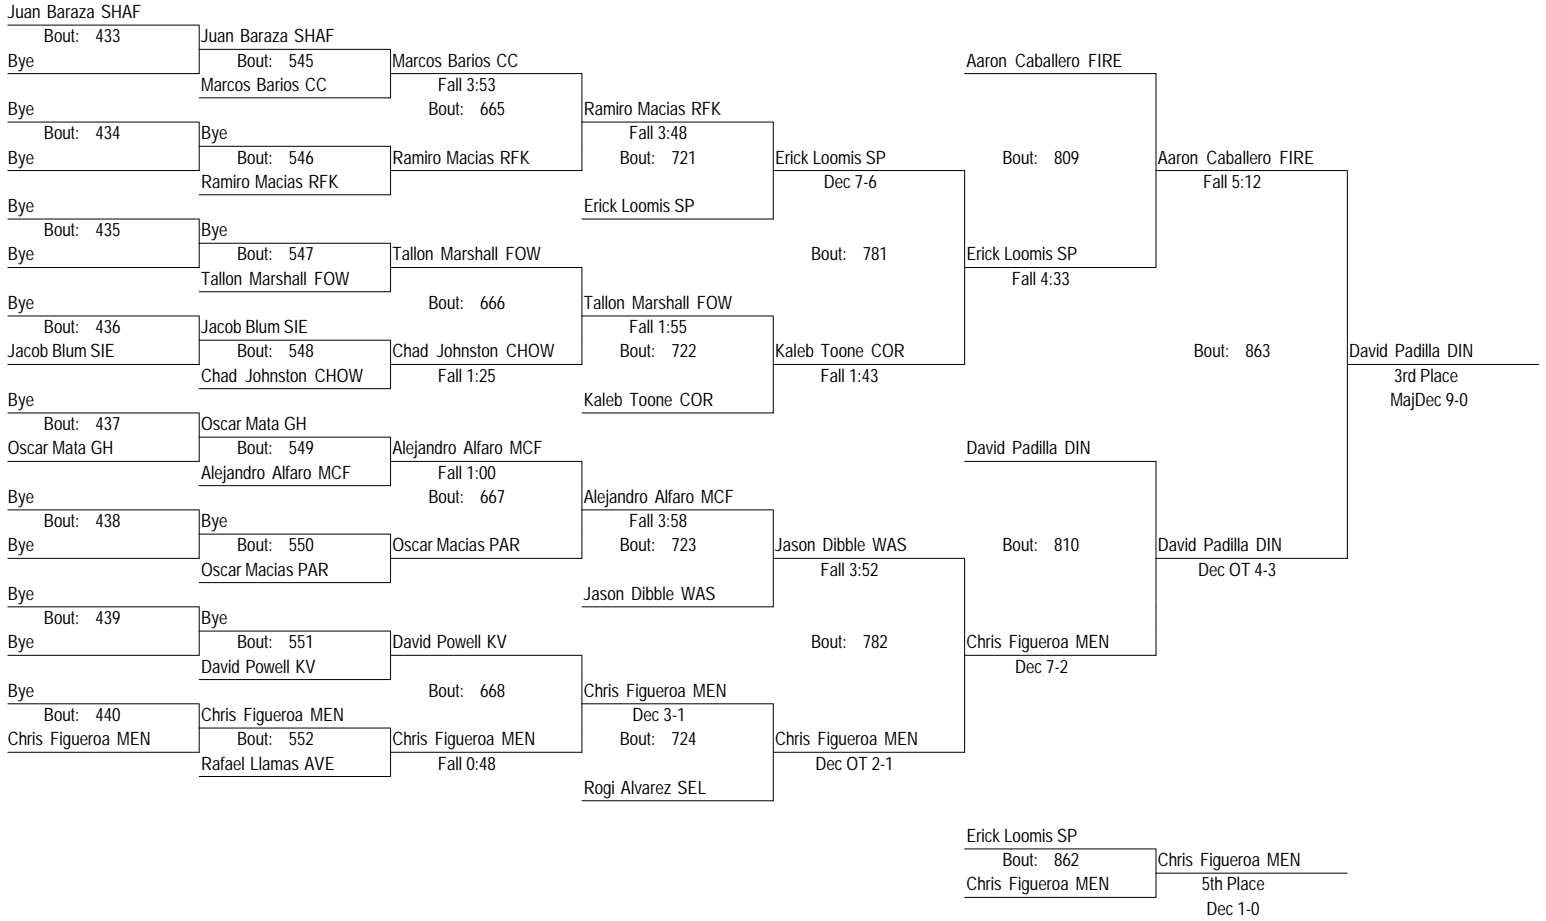 Juan Baraza SHAF
Bout: 433
Bye
Juan Baraza SHAF
Bout: 545
Marcos Barios CC
Marcos Barios CC
Fall 3:53
Bout: 665
Bye
Bout: 434
Bye
Bye
Bout: 546
Ramiro Macias RFK
Ramiro Macias RFK
Ramiro Macias RFK
Fall 3:48
Bout: 721
Erick Loomis SP
Erick Loomis SP
Dec 7-6
Bye
Bout: 435
Bye
Bye
Bout: 547
Tallon Marshall FOW
Tallon Marshall FOW
Bout: 666
Bye
Bout: 436
Jacob Blum SIE
Jacob Blum SIE
Bout: 548
Chad Johnston CHOW
Chad Johnston CHOW
Fall 1:25
Tallon Marshall FOW
Fall 1:55
Bout: 722
Kaleb Toone COR
Kaleb Toone COR
Fall 1:43
Bout: 781
Erick Loomis SP
Fall 4:33
Aaron Caballero FIRE
Bout: 809
Aaron Caballero FIRE
Fall 5:12
Bye
Bout: 437
Oscar Mata GH
Oscar Mata GH
Bout: 549
Alejandro Alfaro MCF
Alejandro Alfaro MCF
Fall 1:00
Bout: 667
Bye
Bout: 438
Bye
Bye
Bout: 550
Oscar Macias PAR
Oscar Macias PAR
Alejandro Alfaro MCF
Fall 3:58
Bout: 723
Jason Dibble WAS
Jason Dibble WAS
Fall 3:52
Bye
Bout: 439
Bye
Bye
Bout: 551
David Powell KV
David Powell KV
Bout: 668
Bye
Bout: 440
Chris Figueroa MEN
Chris Figueroa MEN
Bout: 552
Rafael Llamas AVE
Chris Figueroa MEN
Fall 0:48
Chris Figueroa MEN
Dec 3-1
Bout: 724
Rogi Alvarez SEL
Chris Figueroa MEN
Dec OT 2-1
Bout: 782
Chris Figueroa MEN
Dec 7-2
David Padilla DIN
Bout: 810
David Padilla DIN
Dec OT 4-3
Bout: 863
David Padilla DIN
3rd Place
MajDec 9-0
Erick Loomis SP
Bout: 862
Chris Figueroa MEN
Chris Figueroa MEN
5th Place
Dec 1-0